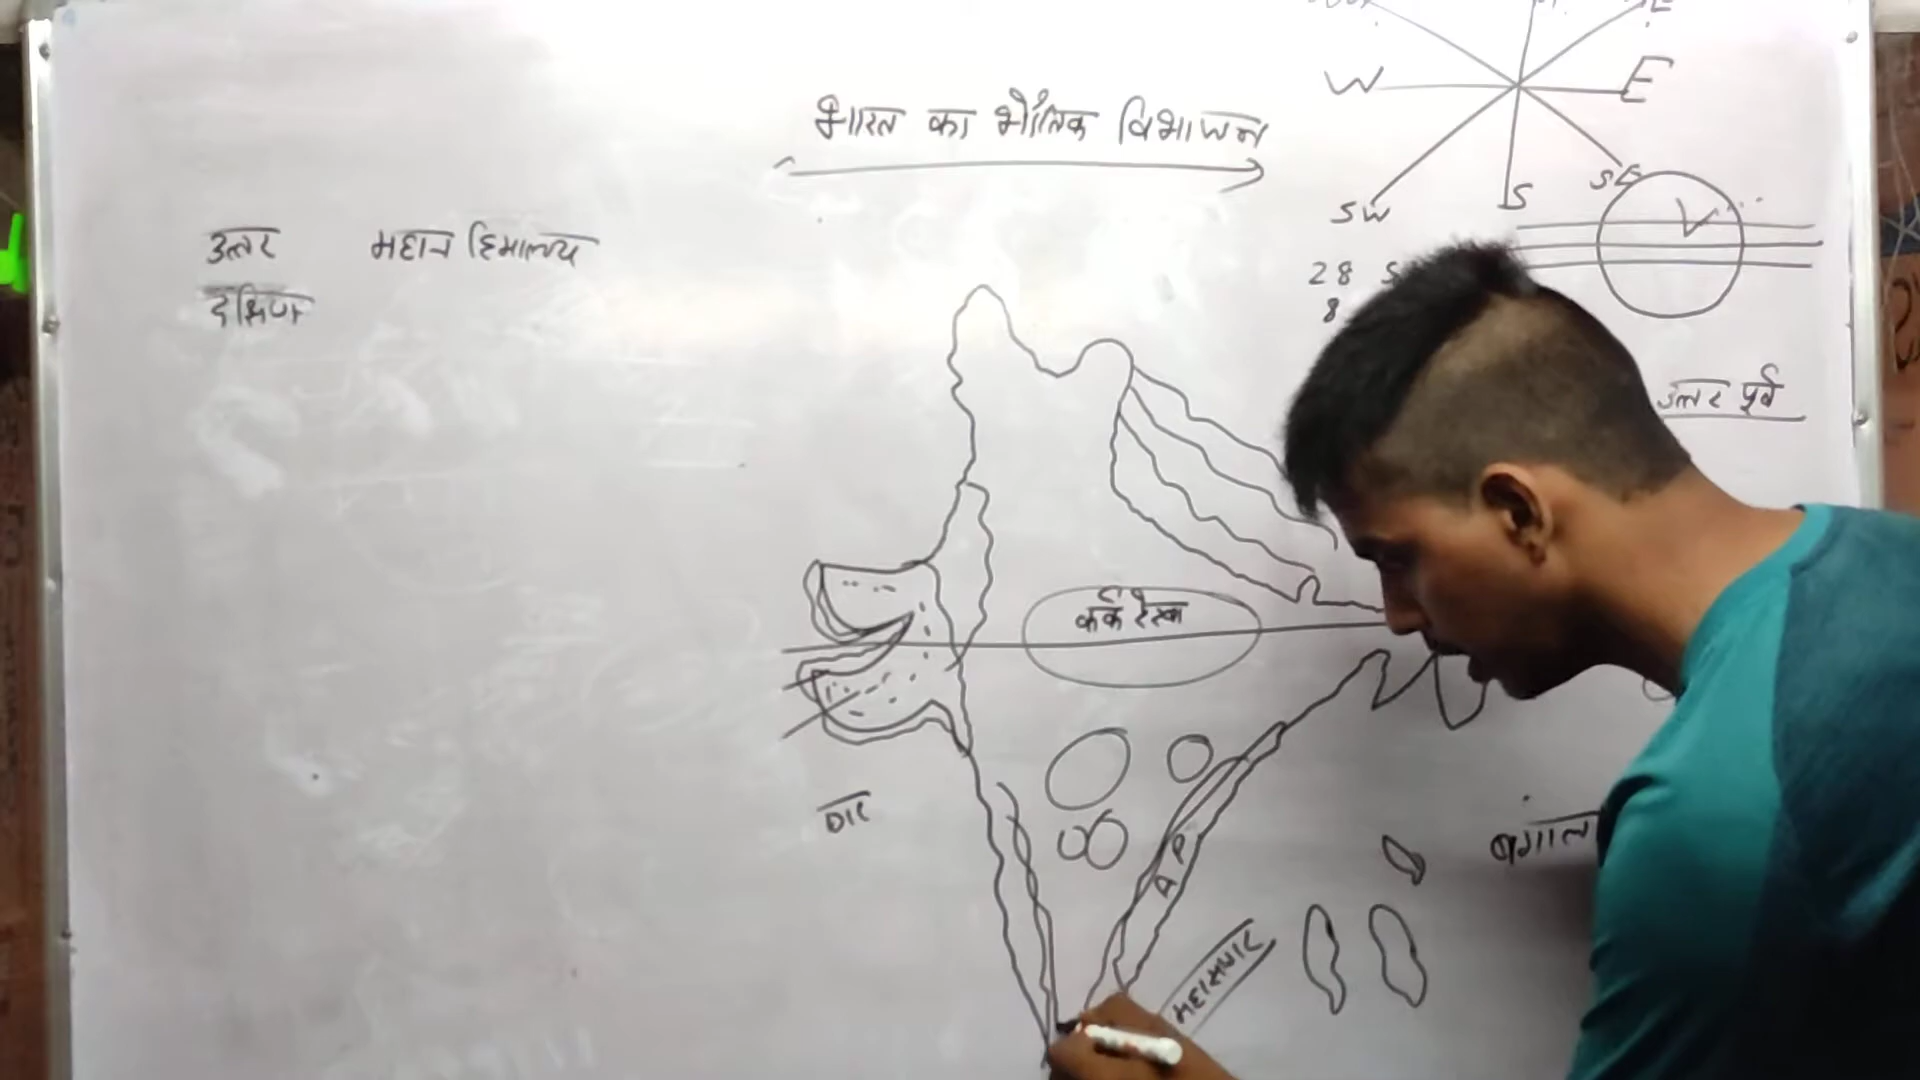 W E
भारत का भौतिक विभाजन
SW S SE
उत्तर महान हिमालय
28 S
दक्षिण
8
उत्तर पूर्व
कर्क रेखा
बंगाल
A P
महासागर